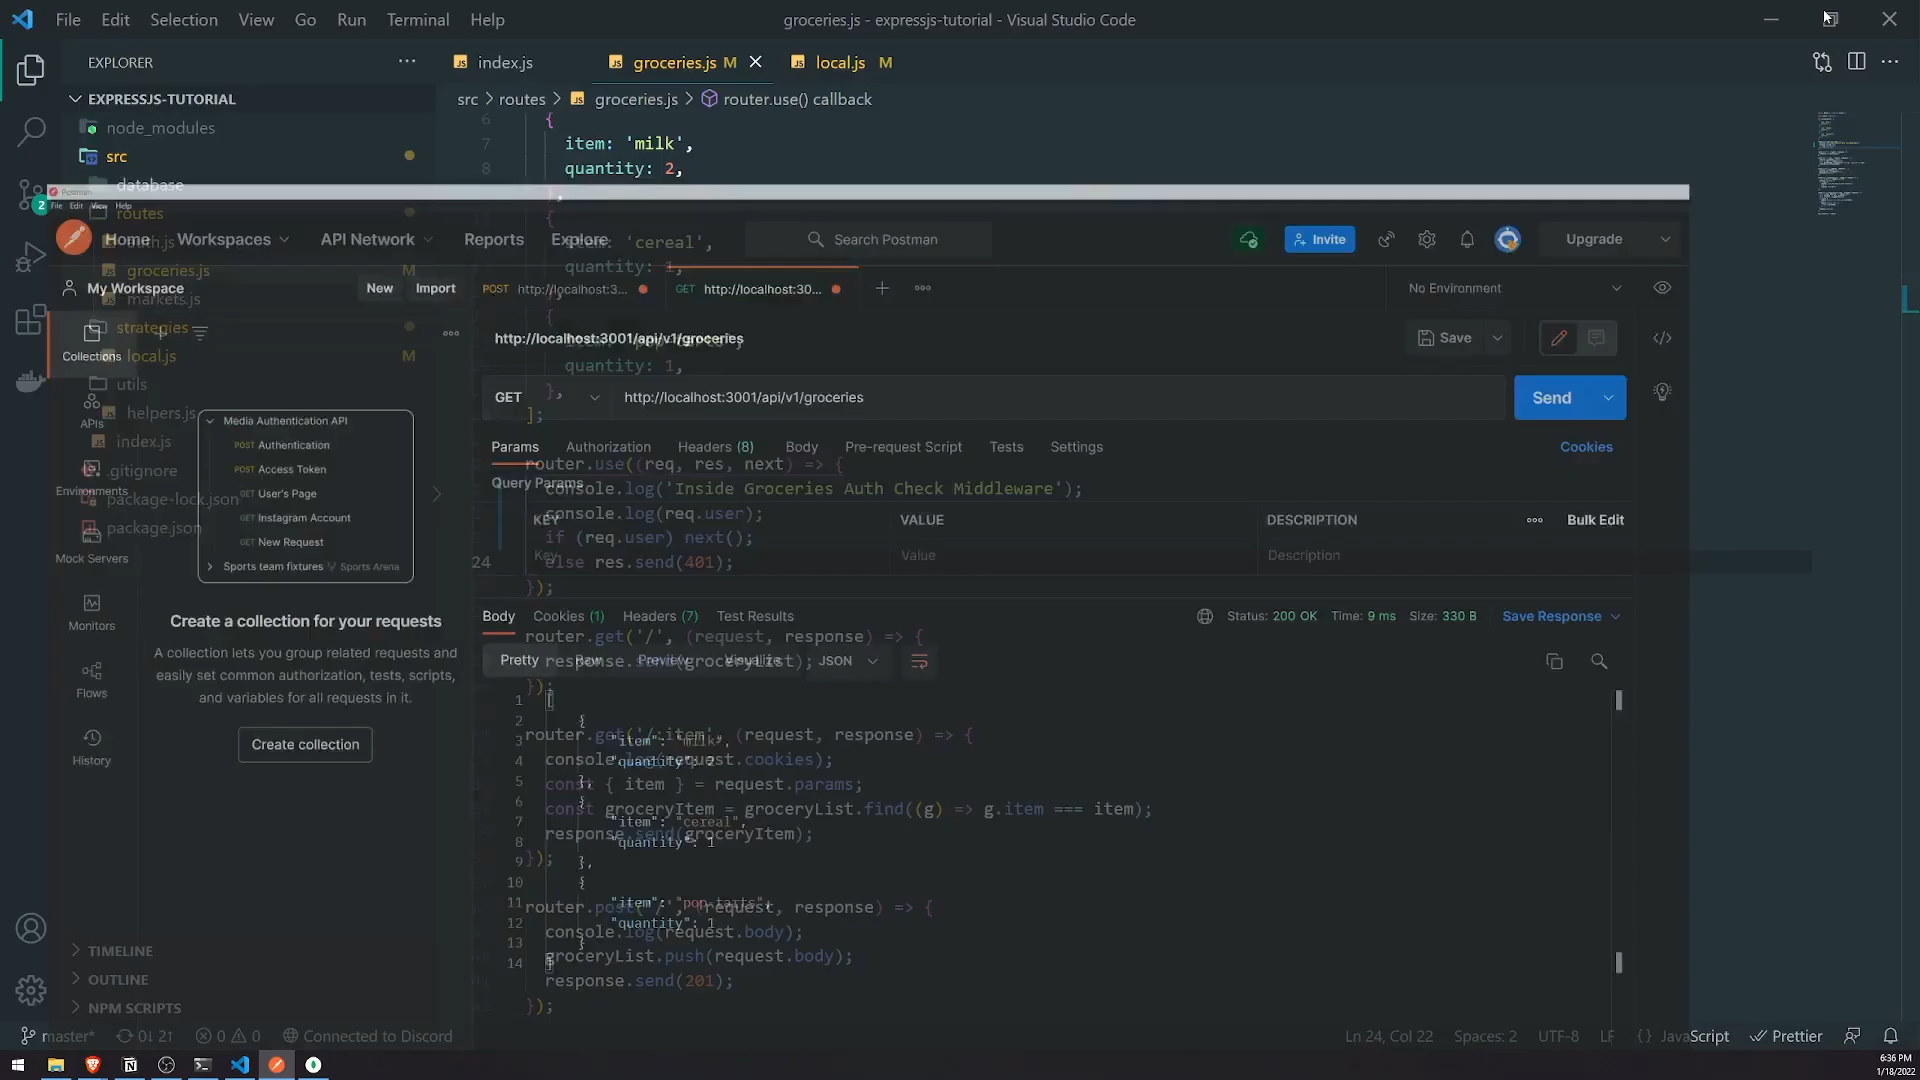 File Edit Selection View Go Run Terminal Help
groceries.js - expressjs-tutorial - Visual Studio Code
EXPLORER
EXPRESSJS-TUTORIAL
node_modules
src
database
routes
auth.js
groceries.js M
markets.js
strategies
local.js M
utils
helpers.js
index.js
.gitignore
package-lock.json
package.json
TIMELINE
OUTLINE
NPM SCRIPTS
index.js
groceries.js M
local.js M
src > routes > groceries.js > router.use() callback
6 {
7 item: 'milk',
8 quantity: 2,
},
{
item: 'cereal',
quantity: 1,
},
{
quantity: 1,
},
];
router.use((req, res, next) => {
console.log('Inside Groceries Auth Check Middleware');
console.log(req.user);
if (req.user) next();
24 else res.send(401);
});
router.get('/', (request, response) => {
response.send(groceryList);
});
router.get('/:item', (request, response) => {
console.log(request.cookies);
const { item } = request.params;
const groceryItem = groceryList.find((g) => g.item === item);
response.send(groceryItem);
});
router.post('/', (request, response) => {
console.log(request.body);
groceryList.push(request.body);
response.send(201);
});
2
Postman
File Edit View Help
Home Workspaces API Network Reports Explore
Search Postman
Invite
Upgrade
My Workspace
New Import
POST http://localhost:3...
GET http://localhost:30...
No Environment
Collections
APIs
Environments
Mock Servers
Monitors
Flows
History
Media Authentication API
POST Authentication
POST Access Token
GET User's Page
GET Instagram Account
GET New Request
Sports team fixtures Sports Arena
Create a collection for your requests
A collection lets you group related requests and
easily set common authorization, tests, scripts,
and variables for all requests in it.
Create collection
http://localhost:3001/api/v1/groceries
Save
GET http://localhost:3001/api/v1/groceries
Send
Params Authorization Headers (8) Body Pre-request Script Tests Settings
Cookies
Query Params
KEY VALUE DESCRIPTION Bulk Edit
Key Value Description
Body Cookies (1) Headers (7) Test Results
Status: 200 OK Time: 9 ms Size: 330 B Save Response
Pretty Raw Preview Visualize JSON
1 [
2 {
3 "item": "milk",
4 "quantity": 2
5 },
6 {
7 "item": "cereal",
8 "quantity": 1
9 },
10 {
11 "item": "pop-tarts",
12 "quantity": 1
13 }
14 ]
master* 0↓ 2↑ 0 0 Connected to Discord
Ln 24, Col 22 Spaces: 2 UTF-8 LF {} JavaScript Prettier
6:36 PM
1/18/2022